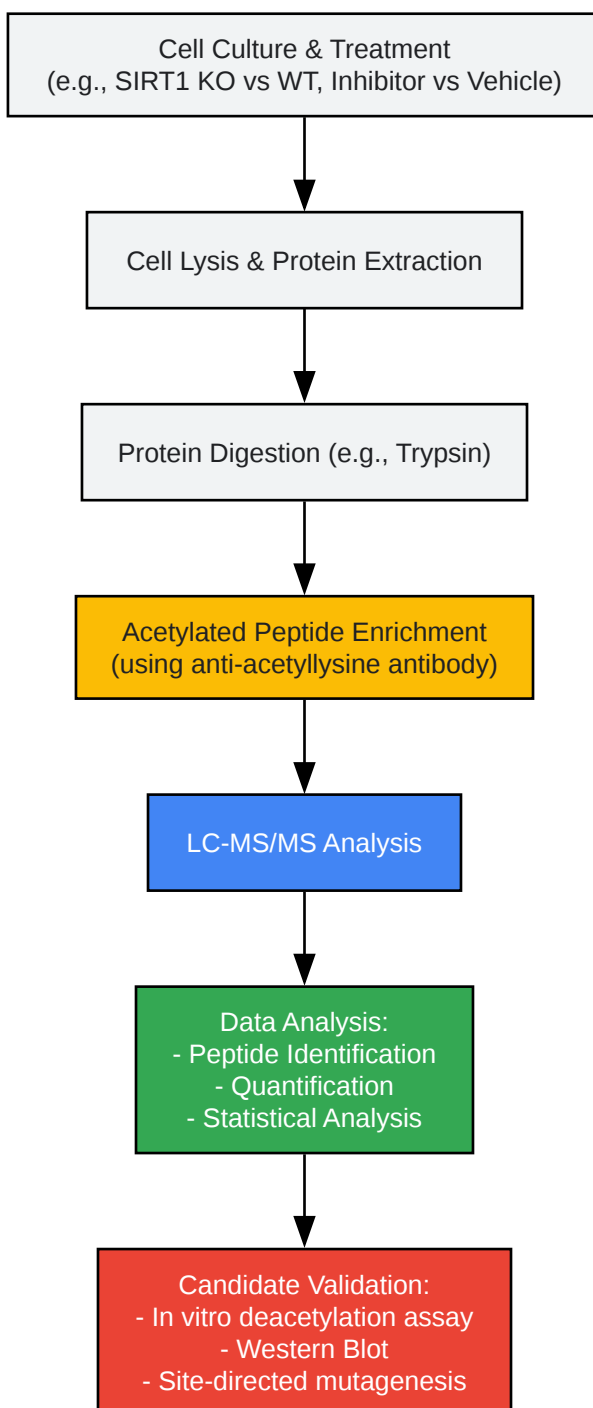 Cell Culture & Treatment
(e.g., SIRT1 KO vs WT, Inhibitor vs Vehicle)
Cell Lysis & Protein Extraction
Protein Digestion (e.g., Trypsin)
Acetylated Peptide Enrichment
(using anti-acetyllysine antibody)
LC-MS/MS Analysis
Data Analysis:
- Peptide Identification
- Quantification
- Statistical Analysis
Candidate Validation:
- In vitro deacetylation assay
- Western Blot
- Site-directed mutagenesis